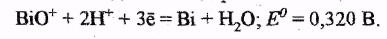 BiO⁺ + 2H⁺ + 3ē = Bi + H₂O; E⁰ = 0,320 В.